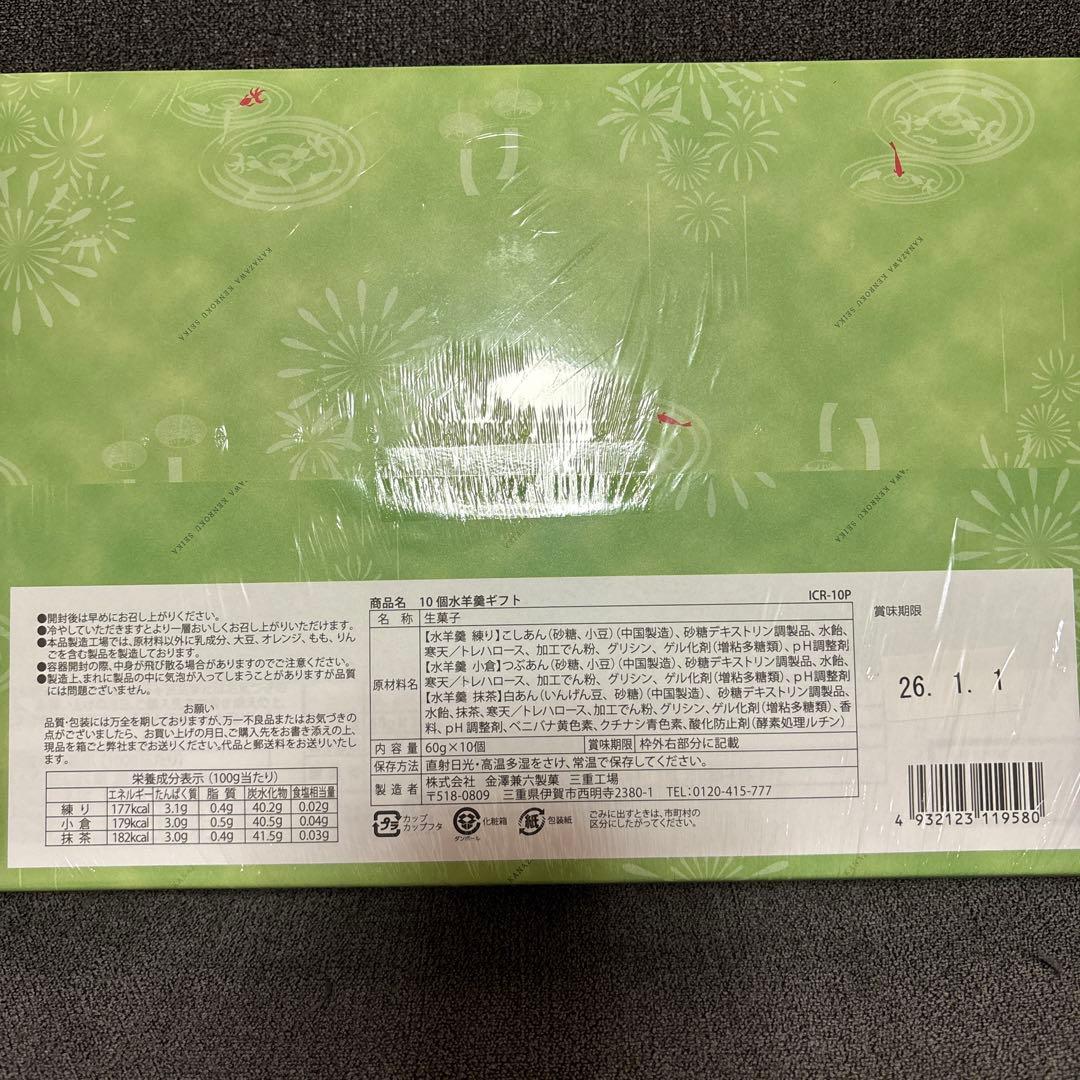 KANAZAWA KENROKU SEIKA
KANAZAWA KENROKU SEIKA
AWA KENROKU SEIKA
KENROKU SEIKA
●開封後は早めにお召し上がりください。
●冷やしていただきますとより一層おいしくお召し上がりいただけます。
●本品製造工場では、原材料以外に乳成分、大豆、オレンジ、もも、りん
ごを含む製品を製造しております。
●容器開封の際、中身が飛び散る場合がありますのでご注意ください。
●製造上、まれに製品の中に気泡が入ってしまうことがありますが品質
には問題ございません。
お願い
品質・包装には万全を期しておりますが、万一不良品またはお気づきの
点がございましたら、お買い上げの月日、ご購入先をお書き添えの上、
現品を箱ごと弊社までお送りください。代品と郵送料をお送りいたしま
す。
栄養成分表示(100g当たり)
エネルギー たんぱく質 脂 質 炭水化物 食塩相当量
練 り 177kcal 3.1g 0.4g 40.2g 0.02g
小 倉 179kcal 3.0g 0.5g 40.5g 0.04g
抹 茶 182kcal 3.0g 0.4g 41.5g 0.03g
商品名 10個水羊羹ギフト ICR-10P
名 称 生菓子
原材料名
【水羊羹 練り】こしあん(砂糖、小豆)(中国製造)、砂糖デキストリン調製品、水飴、
寒天/トレハロース、加工でん粉、グリシン、ゲル化剤(増粘多糖類)、pH調整剤
【水羊羹 小倉】つぶあん(砂糖、小豆)(中国製造)、砂糖デキストリン調製品、水飴、
寒天/トレハロース、加工でん粉、グリシン、ゲル化剤(増粘多糖類)、pH調整剤
【水羊羹 抹茶】白あん(いんげん豆、砂糖)(中国製造)、砂糖デキストリン調製品、
水飴、抹茶、寒天/トレハロース、加工でん粉、グリシン、ゲル化剤(増粘多糖類)、香
料、pH調整剤、ベニバナ黄色素、クチナシ青色素、酸化防止剤(酵素処理ルチン)
内 容 量 60g×10個 賞味期限 枠外右部分に記載
保存方法 直射日光・高温多湿をさけ、常温で保存してください。
製 造 者 株式会社 金澤兼六製菓 三重工場
〒518-0809 三重県伊賀市西明寺2380-1 TEL:0120-415-777
プラ カップ カップフタ
ダンボール 化粧箱
紙 包装紙
ごみに出すときは、市町村の
区分にしたがってください。
賞味期限
26. 1. 1
4 932123 119580